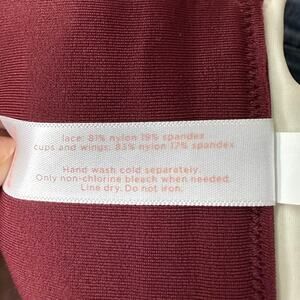 lace: 81% nylon 19% spandex
cups and wings: 83% nylon 17% spandex
Hand wash cold separately.
Only non-chlorine bleach when needed.
Line dry. Do not iron.